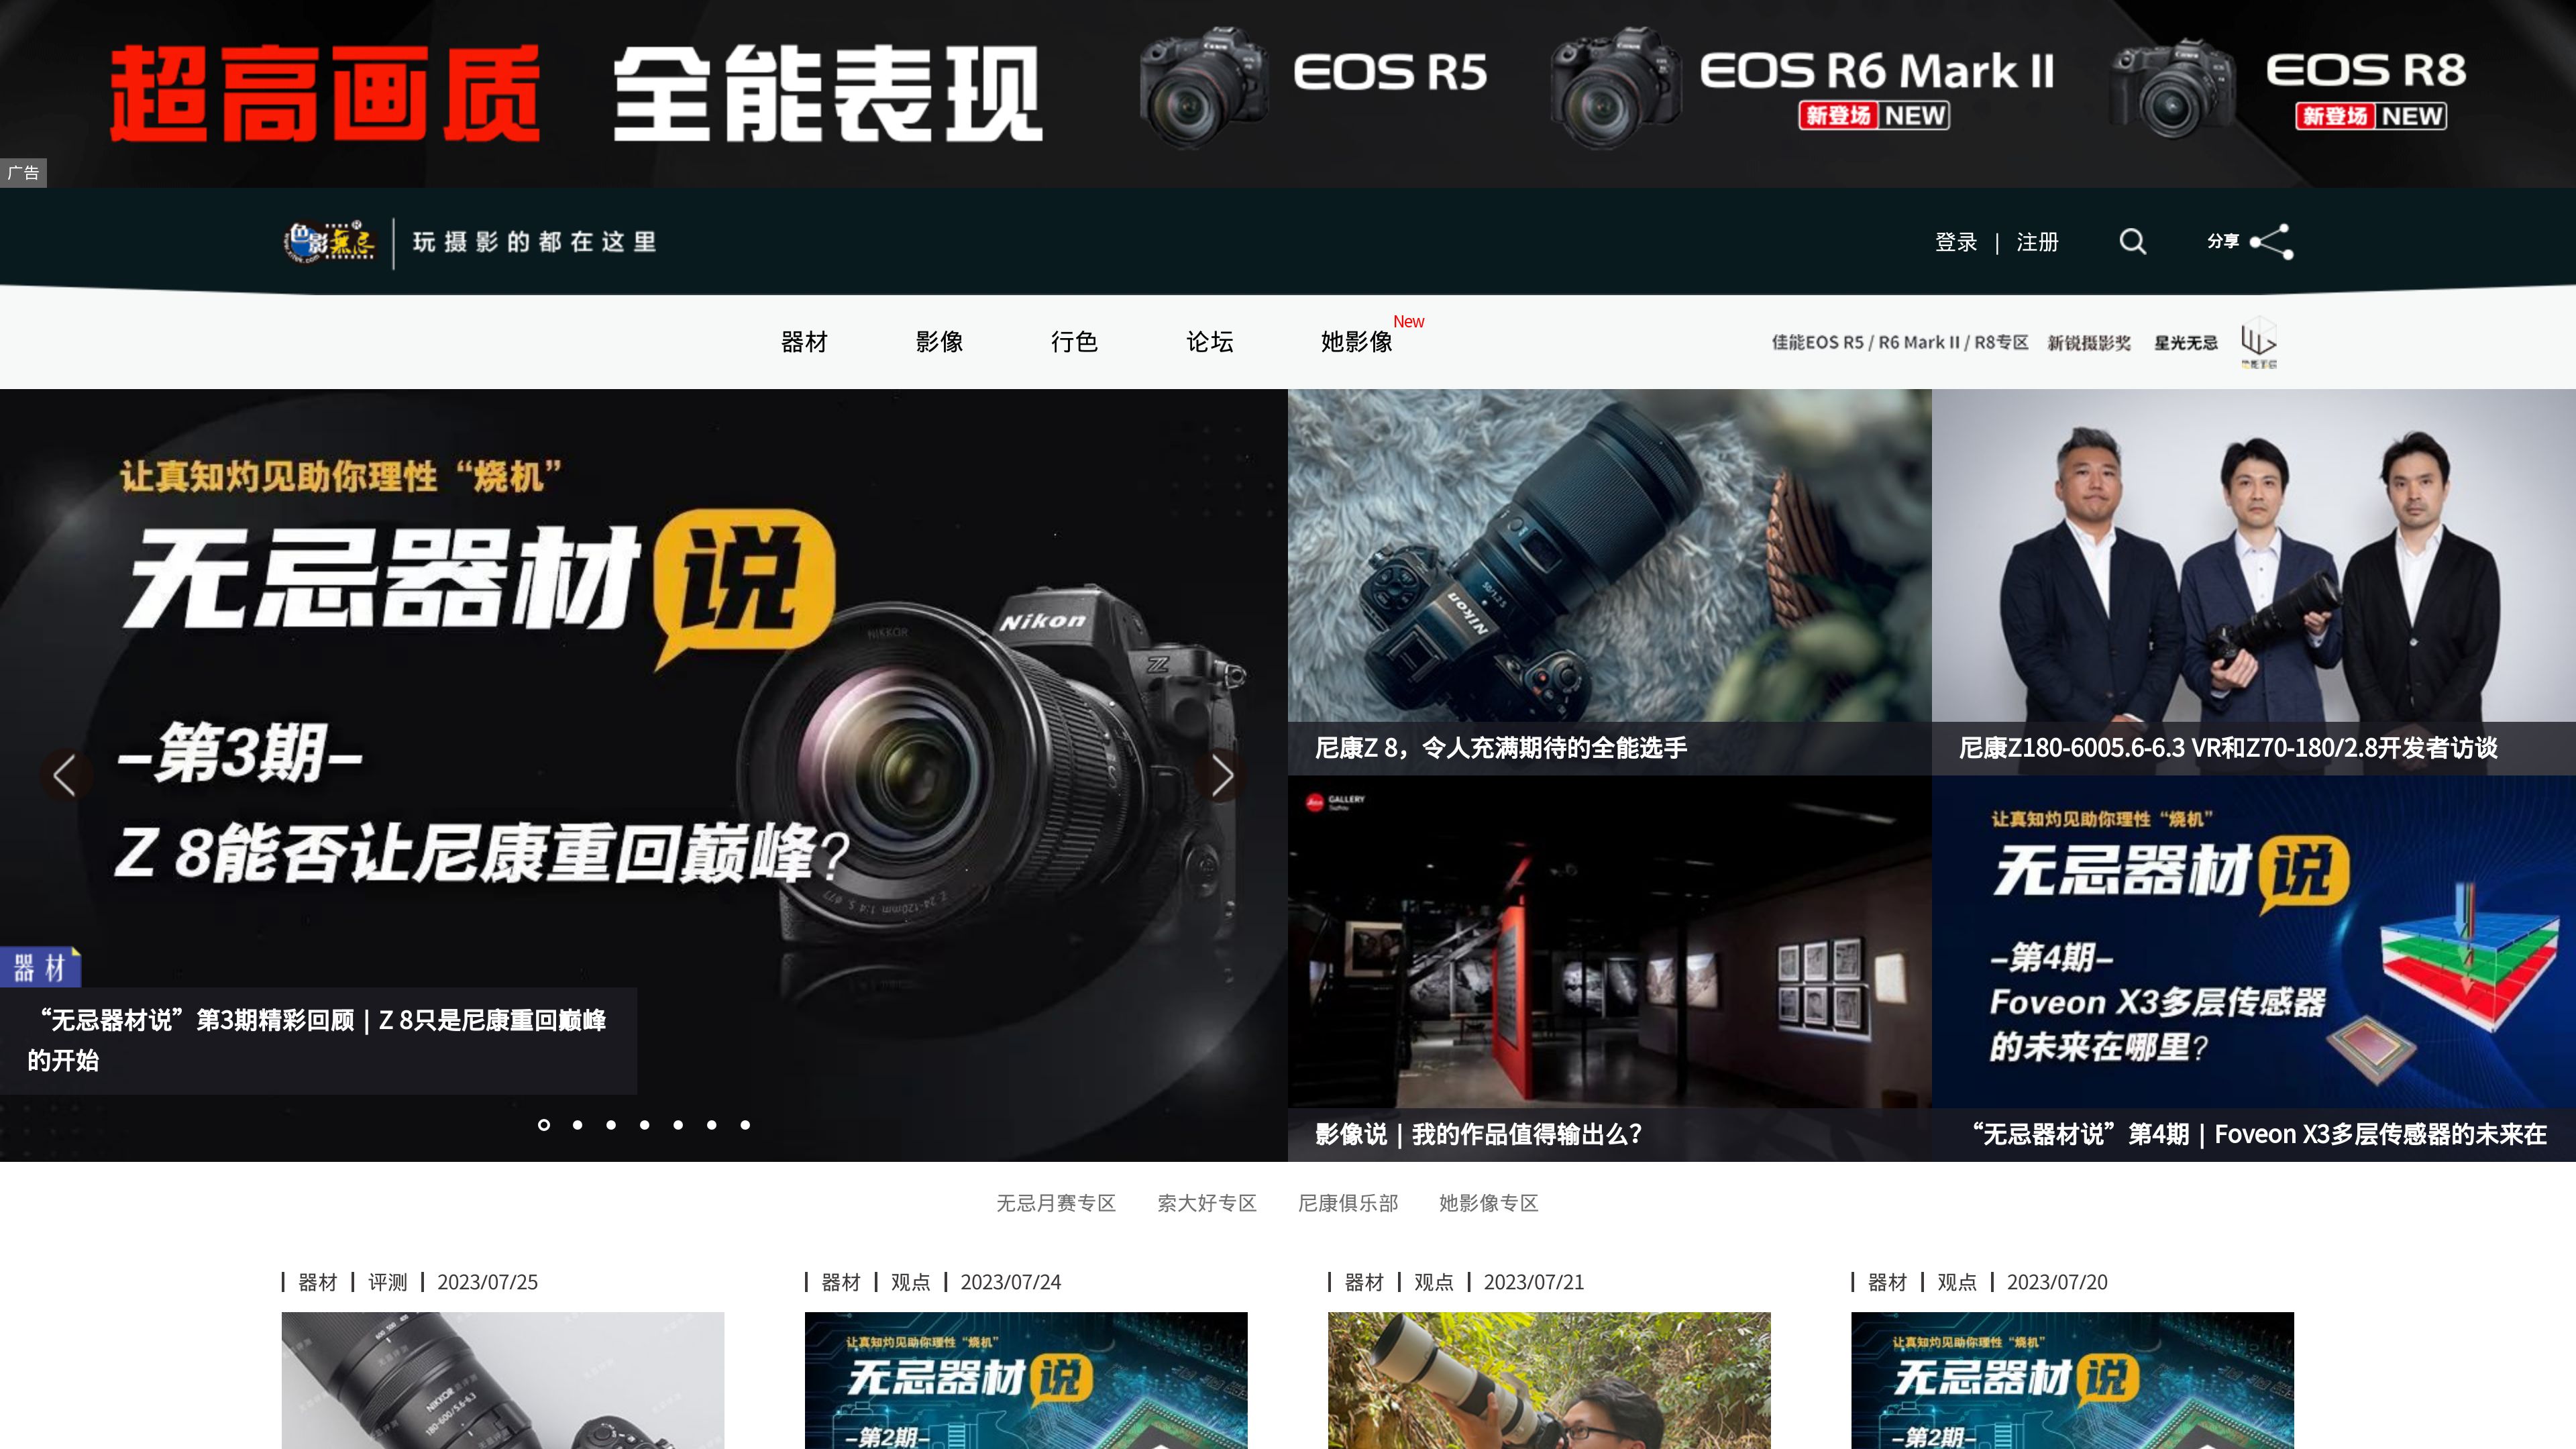 超高画质 全能表现
EOS R5
EOS R6 Mark II
新登场 NEW
EOS R8
新登场 NEW
广告
色影無忌
玩摄影的都在这里
登录 | 注册
分享
器材
影像
行色
论坛
她影像
New
佳能EOS R5 / R6 Mark II / R8专区
新锐摄影奖
星光无忌
让真知灼见助你理性“烧机”
无忌器材说
–第3期–
Z 8能否让尼康重回巅峰?
NIKKOR
Nikon
Z
器材
“无忌器材说”第3期精彩回顾 | Z 8只是尼康重回巅峰
的开始
Nikon
50/1.2 S
尼康Z 8，令人充满期待的全能选手
尼康Z180-6005.6-6.3 VR和Z70-180/2.8开发者访谈
GALLERY
影像说 | 我的作品值得输出么？
让真知灼见助你理性“烧机”
无忌器材说
–第4期–
Foveon X3多层传感器
的未来在哪里?
“无忌器材说”第4期 | Foveon X3多层传感器的未来在
无忌月赛专区
索大好专区
尼康俱乐部
她影像专区
器材 | 评测 | 2023/07/25
器材 | 观点 | 2023/07/24
器材 | 观点 | 2023/07/21
器材 | 观点 | 2023/07/20
NIKKOR
180-600/5.6-6.3
让真知灼见助你理性“烧机”
无忌器材说
–第2期–
让真知灼见助你理性“烧机”
无忌器材说
–第2期–